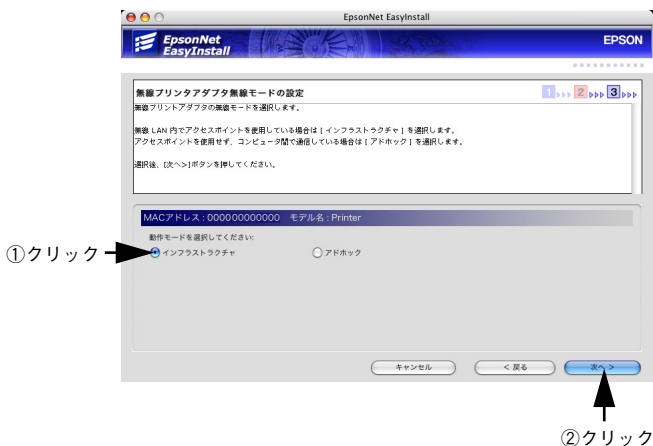 EpsonNet EasyInstall
EpsonNet
EasyInstall
EPSON
無線プリンタアダプタ無線モードの設定
1 2 3
無線プリントアダプタの無線モードを選択します。
無線 LAN 内でアクセスポイントを使用している場合は [ インフラストラクチャ ] を選択します。
アクセスポイントを使用せず、コンピュータ間で通信している場合は [ アドホック ] を選択します。
選択後、[次へ>]ボタンを押してください。
MACアドレス : 000000000000 モデル名 : Printer
動作モードを選択してください:
①クリック
インフラストラクチャ アドホック
キャンセル < 戻る 次へ >
②クリック